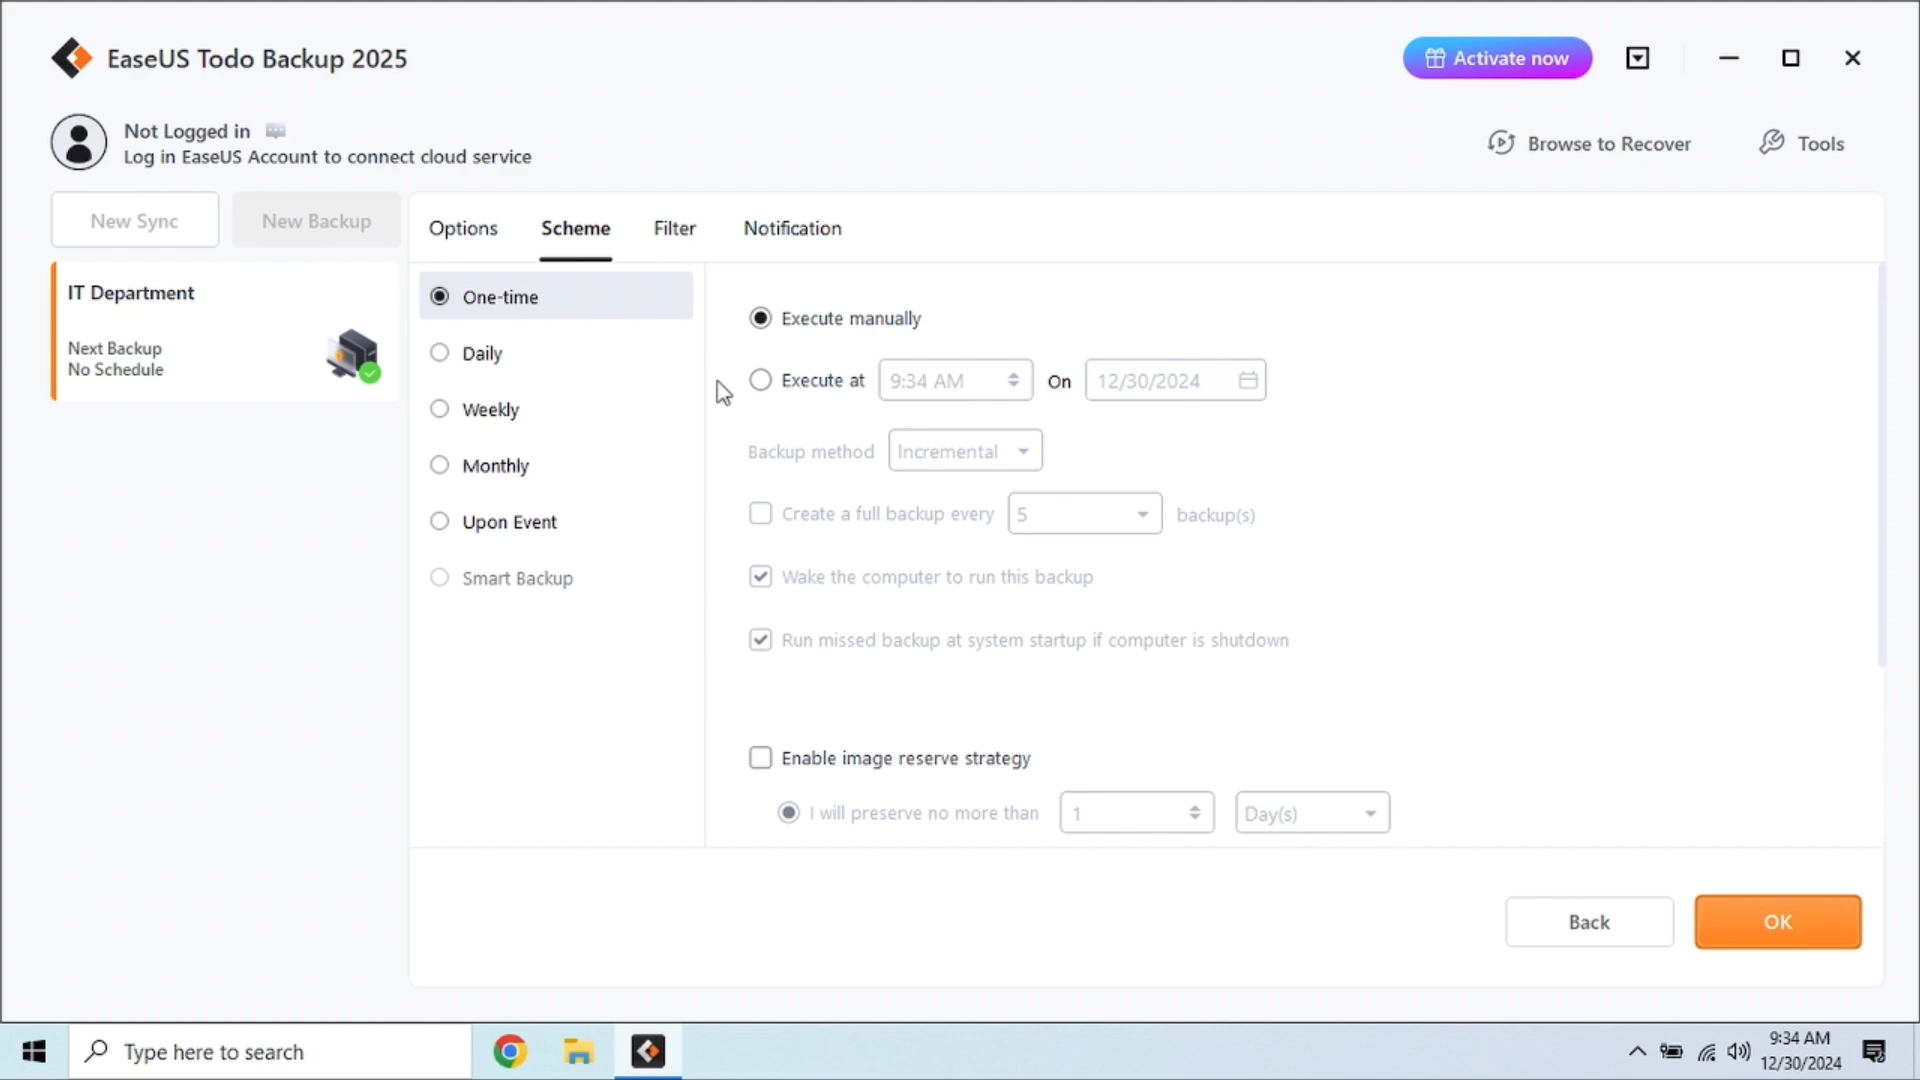 EaseUS Todo Backup 2025
Activate now
Not Logged in
Log in EaseUS Account to connect cloud service
Browse to Recover
Tools
New Sync
New Backup
IT Department
Next Backup
No Schedule
Options
Scheme
Filter
Notification
One-time
Daily
Weekly
Monthly
Upon Event
Smart Backup
Execute manually
Execute at 9:34 AM On 12/30/2024
Backup method Incremental
Create a full backup every 5 backup(s)
Wake the computer to run this backup
Run missed backup at system startup if computer is shutdown
Enable image reserve strategy
I will preserve no more than 1 Day(s)
Back
OK
Type here to search
9:34 AM
12/30/2024